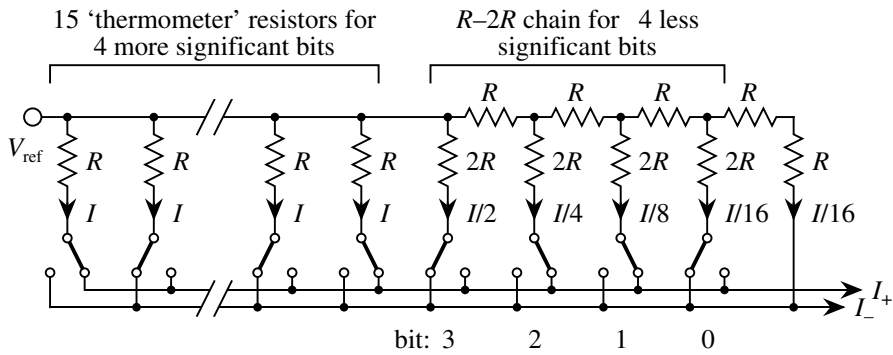 15 ‘thermometer’ resistors for
4 more significant bits
R–2R chain for 4 less
significant bits
R R R R
V_ref
R R R R 2R 2R 2R 2R R
I I I I I/2 I/4 I/8 I/16 I/16
I_+
I_–
bit: 3 2 1 0